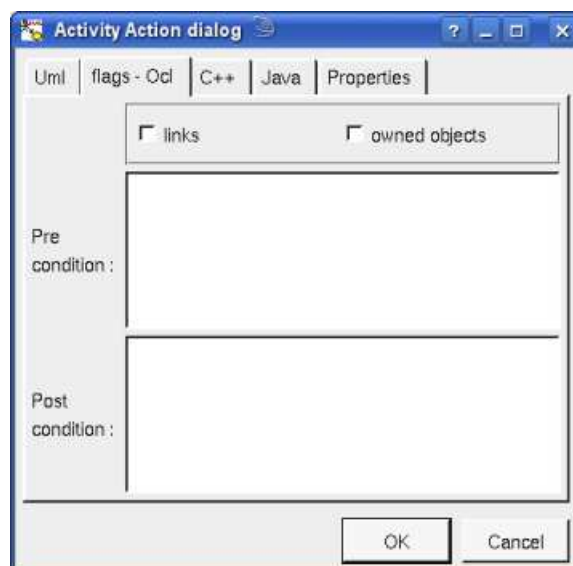 Activity Action dialog
Uml flags - Ocl C++ Java Properties
links owned objects
Pre
condition :
Post
condition :
OK Cancel